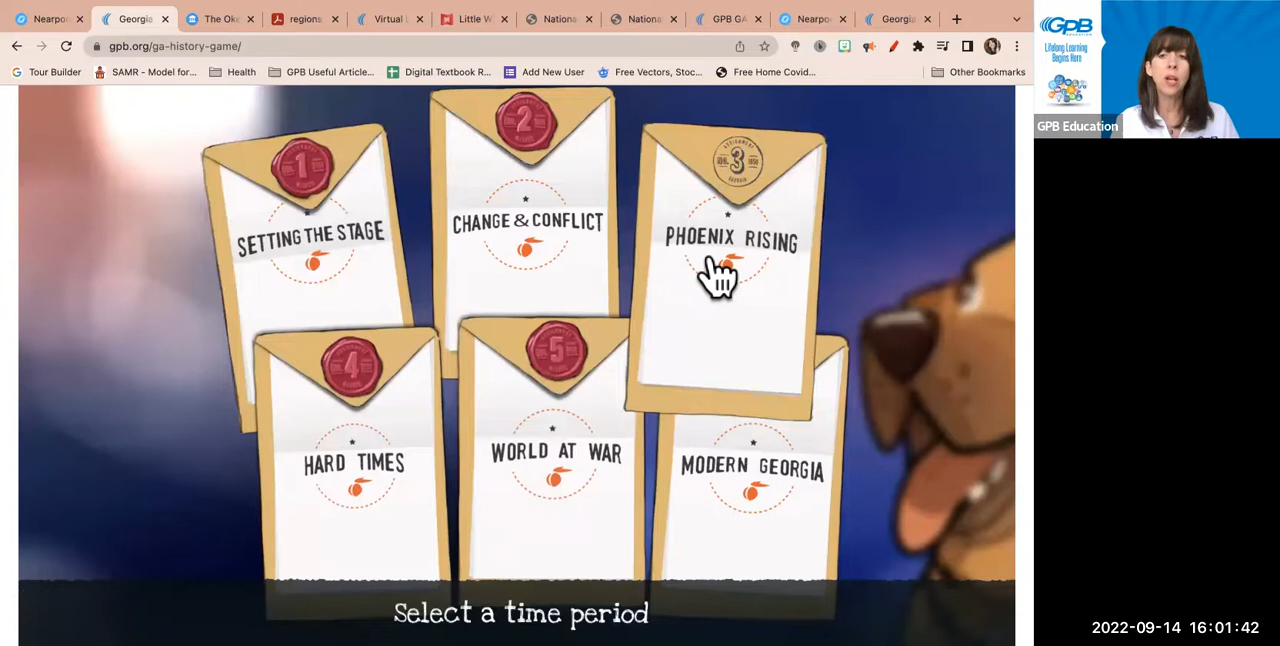 Nearpo
Georgia
The Oke
regions
Virtual L
Little W
Nationa
Nationa
GPB GA
Nearpo
Georgia
gpb.org/ga-history-game/
Tour Builder
SAMR - Model for...
Health
GPB Useful Article...
Digital Textbook R...
Add New User
Free Vectors, Stoc...
Free Home Covid...
Other Bookmarks
GPB
EDUCATION
Lifelong Learning
Begins Here
GPB Education
1
SETTING THE STAGE
2
CHANGE & CONFLICT
3
PHOENIX RISING
4
HARD TIMES
5
WORLD AT WAR
MODERN GEORGIA
Select a time period
2022-09-14 16:01:42